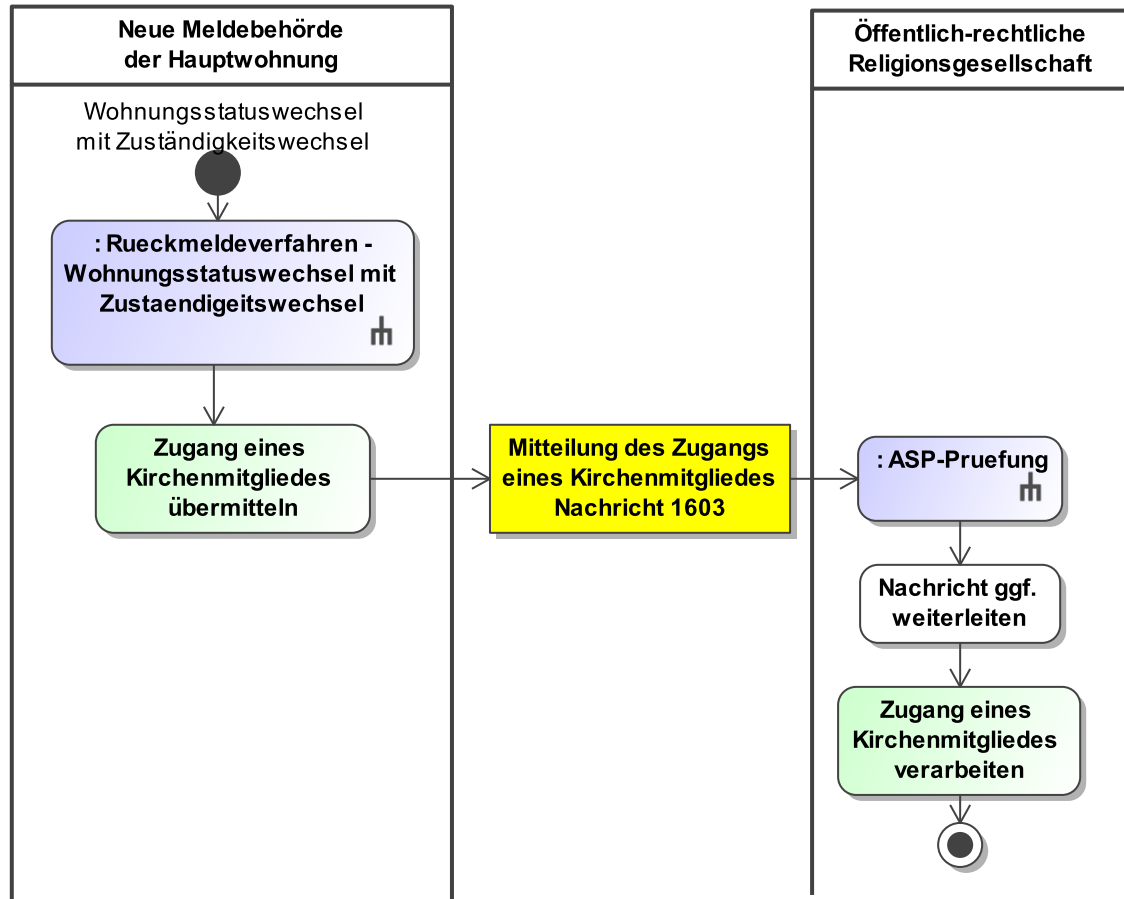 Neue Meldebehörde
der Hauptwohnung
Wohnungsstatuswechsel
mit Zuständigkeitswechsel
: Rueckmeldeverfahren -
Wohnungsstatuswechsel mit
Zustaendigeitswechsel
Zugang eines
Kirchenmitgliedes
übermitteln
Mitteilung des Zugangs
eines Kirchenmitgliedes
Nachricht 1603
Öffentlich-rechtliche
Religionsgesellschaft
: ASP-Pruefung
Nachricht ggf.
weiterleiten
Zugang eines
Kirchenmitgliedes
verarbeiten